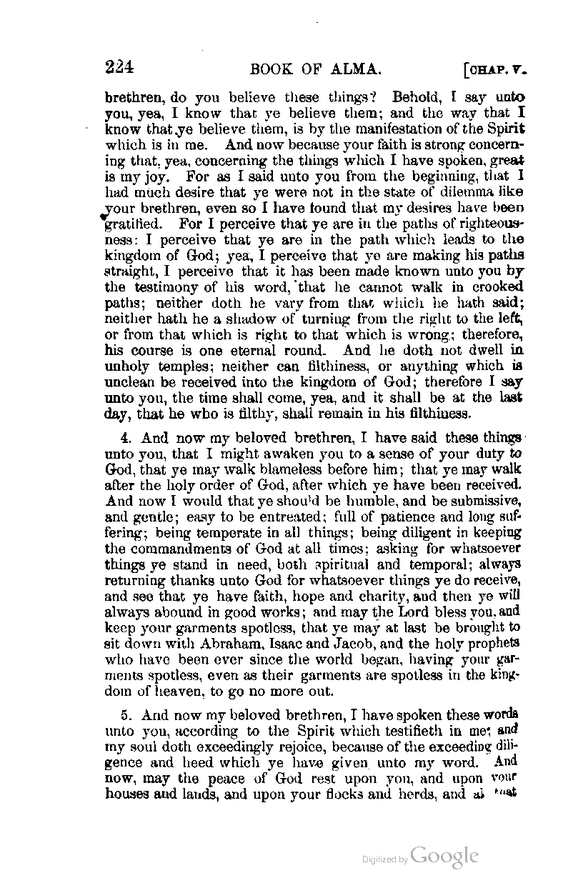 224 BOOK OF ALMA. [CHAP. V.
brethren, do you believe these things? Behold, I say unto
you, yea, I know that ye believe them; and the way that I
know that ye believe them, is by the manifestation of the Spirit
which is in me. And now because your faith is strong concern-
ing that, yea, concerning the things which I have spoken, great
is my joy. For as I said unto you from the beginning, that I
had much desire that ye were not in the state of dilemma like
your brethren, even so I have found that my desires have been
gratified. For I perceive that ye are in the paths of righteous-
ness: I perceive that ye are in the path which leads to the
kingdom of God; yea, I perceive that ye are making his paths
straight, I perceive that it has been made known unto you by
the testimony of his word, that he cannot walk in crooked
paths; neither doth he vary from that which he hath said;
neither hath he a shadow of turning from the right to the left,
or from that which is right to that which is wrong; therefore,
his course is one eternal round. And he doth not dwell in
unholy temples; neither can filthiness, or anything which is
unclean be received into the kingdom of God; therefore I say
unto you, the time shall come, yea, and it shall be at the last
day, that he who is filthy, shall remain in his filthiness.
4. And now my beloved brethren, I have said these things
unto you, that I might awaken you to a sense of your duty to
God, that ye may walk blameless before him; that ye may walk
after the holy order of God, after which ye have been received.
And now I would that ye should be humble, and be submissive,
and gentle; easy to be entreated; full of patience and long suf-
fering; being temperate in all things; being diligent in keeping
the commandments of God at all times; asking for whatsoever
things ye stand in need, both spiritual and temporal; always
returning thanks unto God for whatsoever things ye do receive,
and see that ye have faith, hope and charity, and then ye will
always abound in good works; and may the Lord bless you, and
keep your garments spotless, that ye may at last be brought to
sit down with Abraham, Isaac and Jacob, and the holy prophets
who have been ever since the world began, having your gar-
ments spotless, even as their garments are spotless in the king-
dom of heaven, to go no more out.
5. And now my beloved brethren, I have spoken these words
unto you, according to the Spirit which testifieth in me; and
my soul doth exceedingly rejoice, because of the exceeding dili-
gence and heed which ye have given unto my word. And
now, may the peace of God rest upon you, and upon your
houses and lands, and upon your flocks and herds, and
Digitized by Google